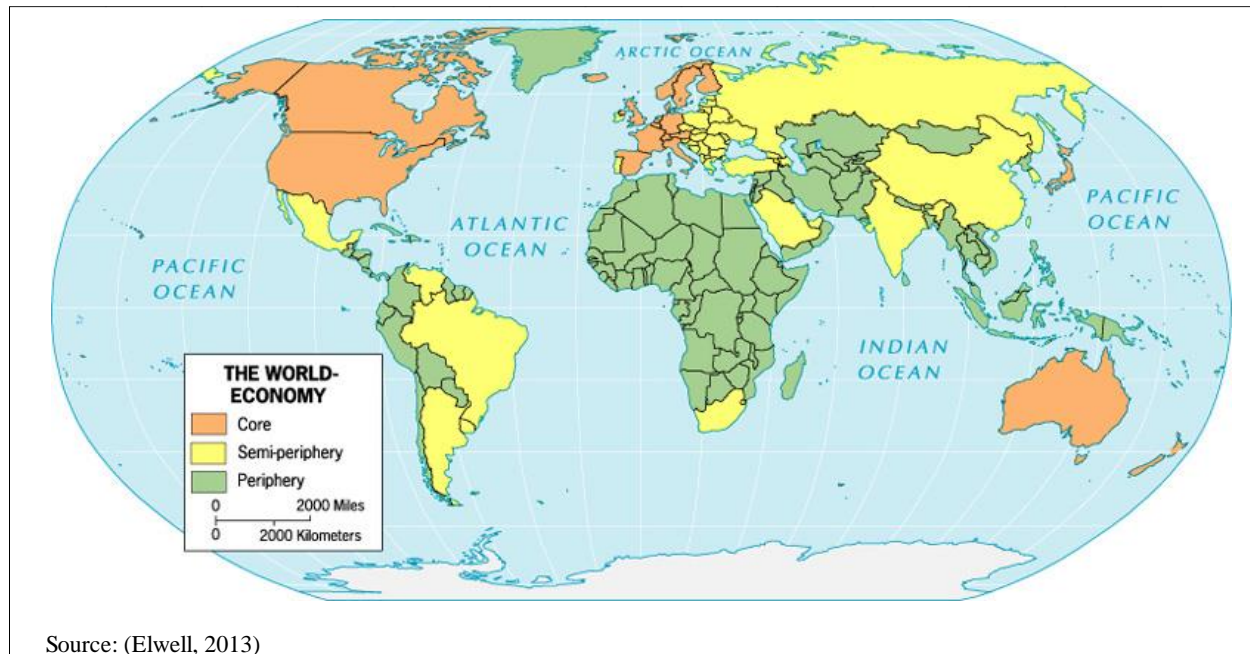 ARCTIC OCEAN
ATLANTIC
OCEAN
PACIFIC
OCEAN
PACIFIC
OCEAN
INDIAN
OCEAN
THE WORLD-
ECONOMY
Core
Semi-periphery
Periphery
0 2000 Miles
0 2000 Kilometers
Source: (Elwell, 2013)